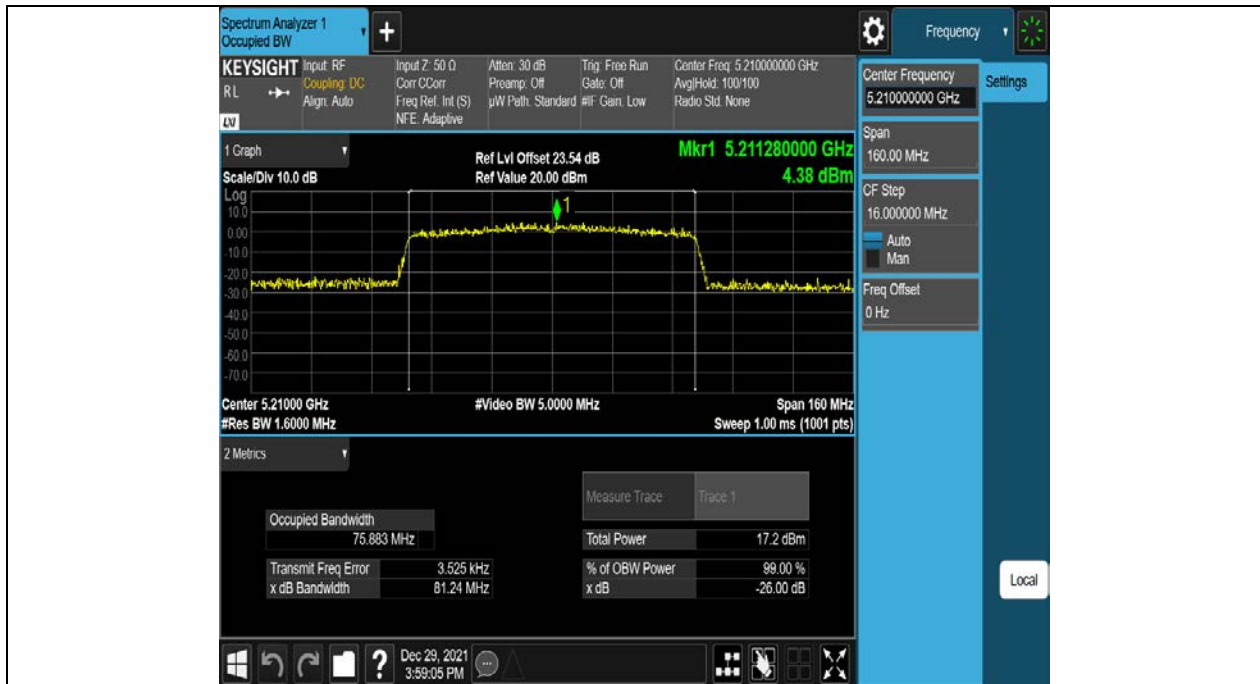 Spectrum Analyzer 1
Occupied BW
+
Frequency
KEYSIGHT
RL
LXI
Input: RF
Coupling: DC
Align: Auto
Input Z: 50 Ω
Corr CCorr
Freq Ref: Int (S)
NFE: Adaptive
Atten: 30 dB
Preamp: Off
µW Path: Standard
Trig: Free Run
Gate: Off
#IF Gain: Low
Center Freq: 5.210000000 GHz
Avg|Hold: 100/100
Radio Std: None
Center Frequency
5.210000000 GHz
Settings
Span
160.00 MHz
CF Step
16.000000 MHz
Auto
Man
Freq Offset
0 Hz
Local
1 Graph
Scale/Div 10.0 dB
Ref Lvl Offset 23.54 dB
Ref Value 20.00 dBm
Mkr1 5.211280000 GHz
4.38 dBm
Log
10.0
0.00
-10.0
-20.0
-30.0
-40.0
-50.0
-60.0
-70.0
1
Center 5.21000 GHz
#Res BW 1.6000 MHz
#Video BW 5.0000 MHz
Span 160 MHz
Sweep 1.00 ms (1001 pts)
2 Metrics
Measure Trace Trace 1
Occupied Bandwidth
75.883 MHz
Total Power 17.2 dBm
Transmit Freq Error 3.525 kHz
% of OBW Power 99.00 %
x dB Bandwidth 81.24 MHz
x dB -26.00 dB
?
Dec 29, 2021
3:59:05 PM